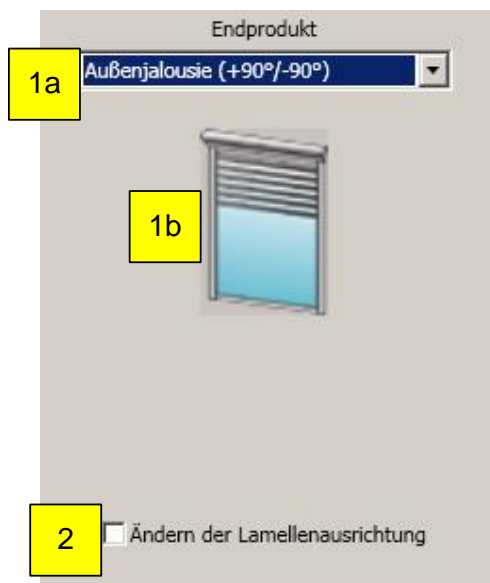 Endprodukt
1a
Außenjalousie (+90°/-90°)
1b
2
Ändern der Lamellenausrichtung